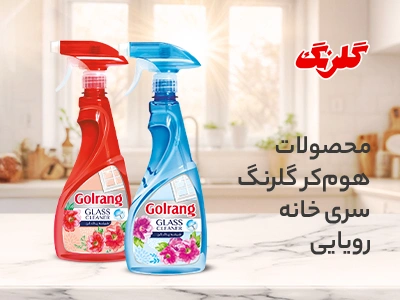 گلرنگ
محصولات
هوم‌کر گلرنگ
سری خانه
رویایی
Golrang
GLASS
CLEANER
Golrang
GLASS
CLEANER